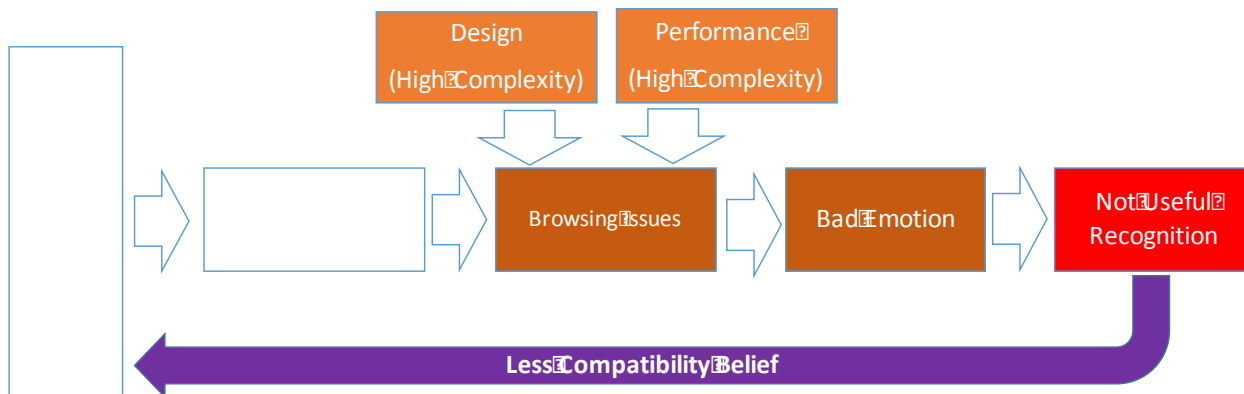 Design
(High Complexity)
Performance
(High Complexity)
Browsing Issues
Bad Emotion
Not Useful
Recognition
Less Compatibility Belief